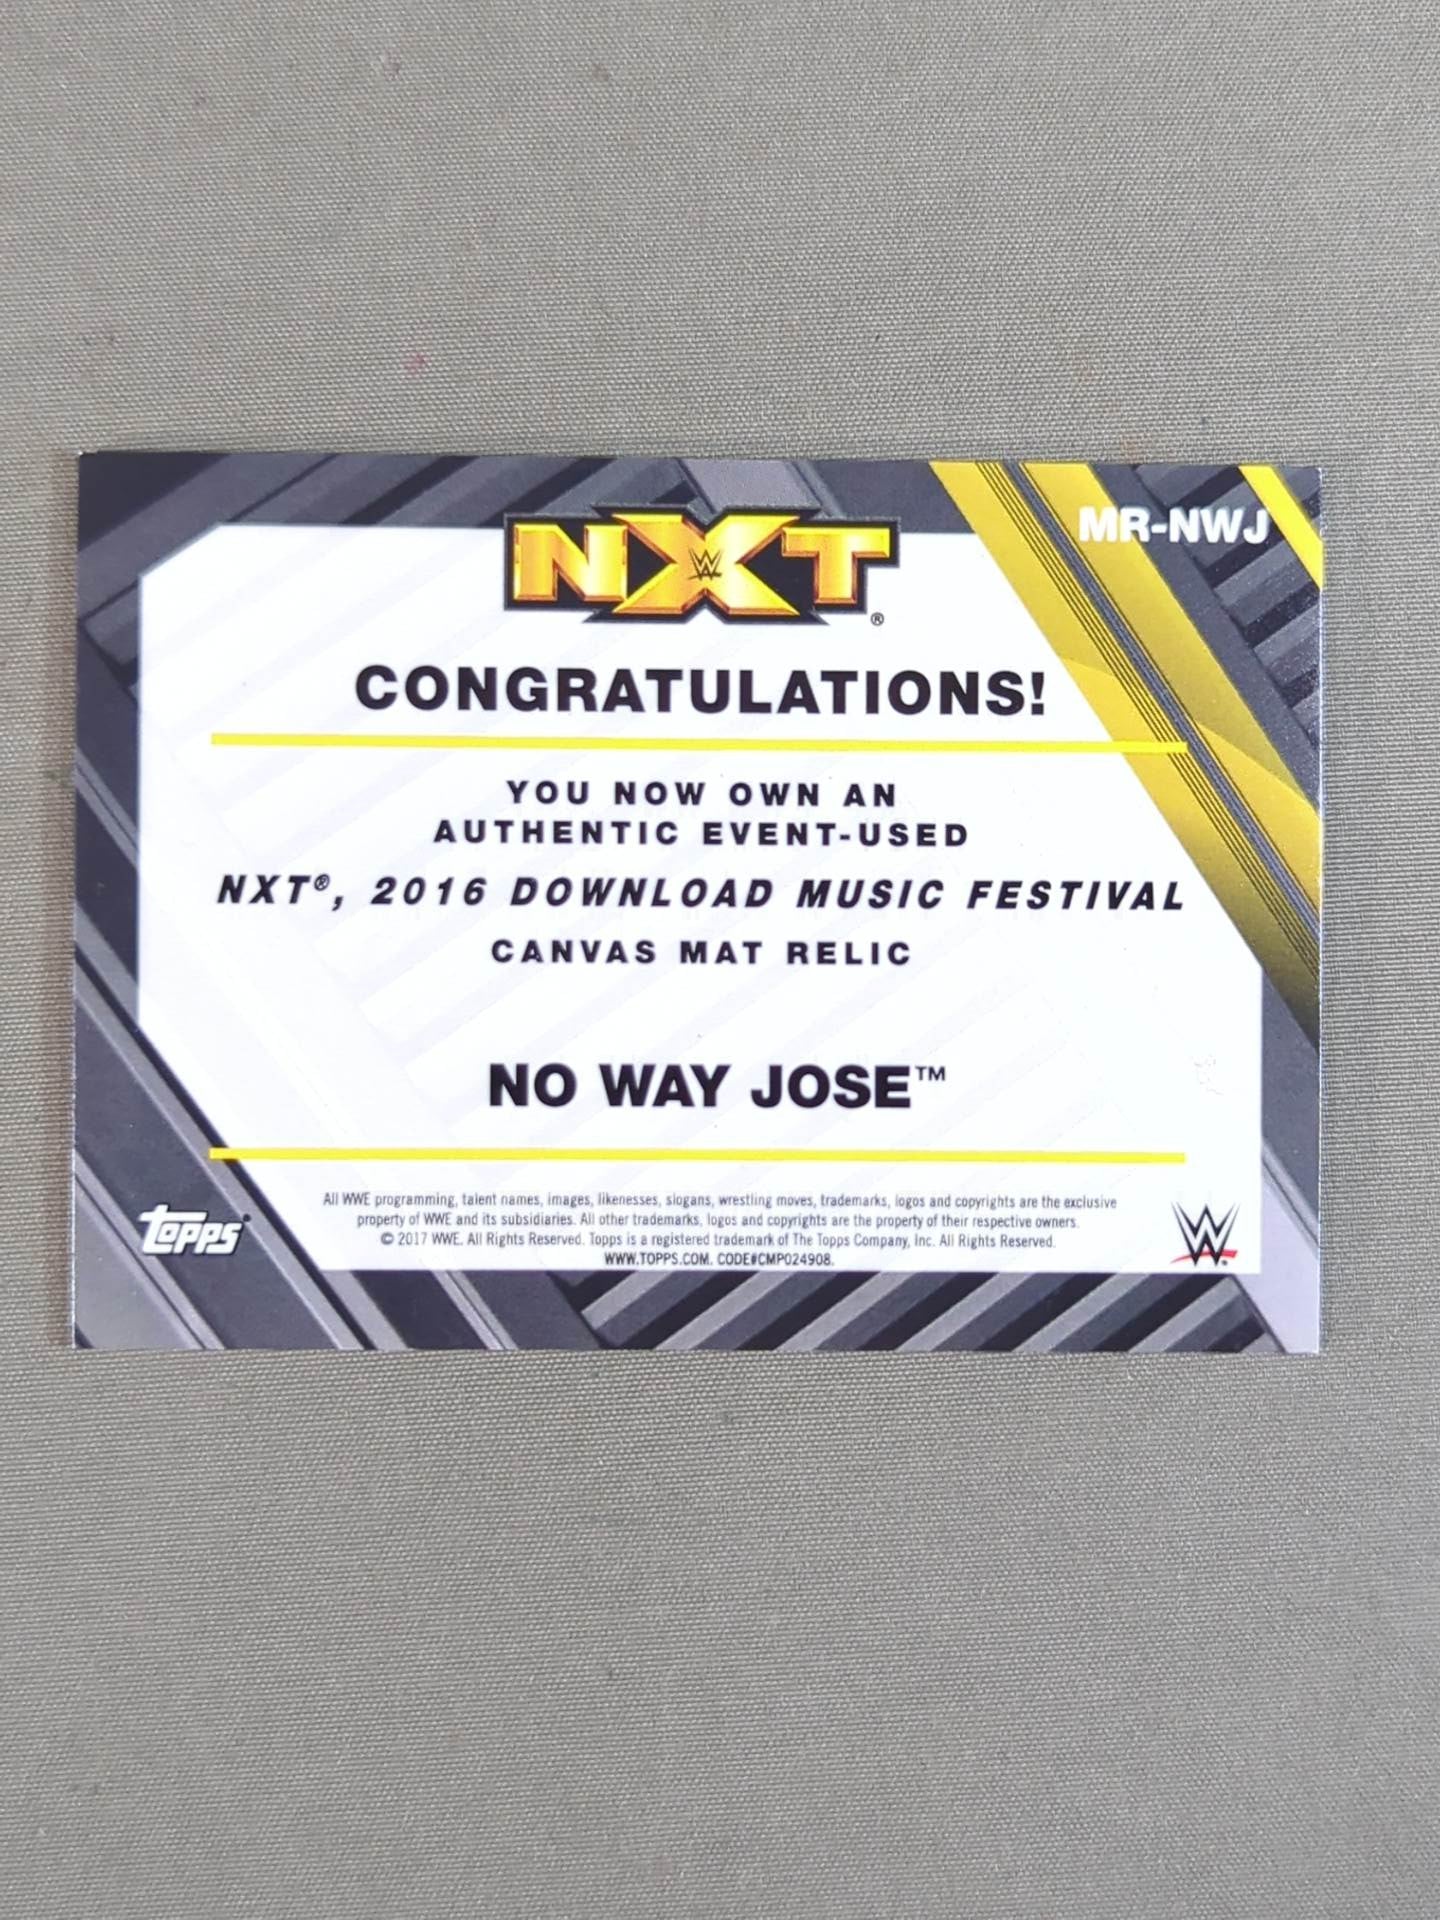 MR-NWJ
NXT®
CONGRATULATIONS!
YOU NOW OWN AN
AUTHENTIC EVENT-USED
NXT®, 2016 DOWNLOAD MUSIC FESTIVAL
CANVAS MAT RELIC
NO WAY JOSE™
All WWE programming, talent names, images, likenesses, slogans, wrestling moves, trademarks, logos and copyrights are the exclusive
property of WWE and its subsidiaries. All other trademarks, logos and copyrights are the property of their respective owners.
© 2017 WWE. All Rights Reserved. Topps is a registered trademark of The Topps Company, Inc. All Rights Reserved.
WWW.TOPPS.COM. CODE#CMP024908.
Topps®
W